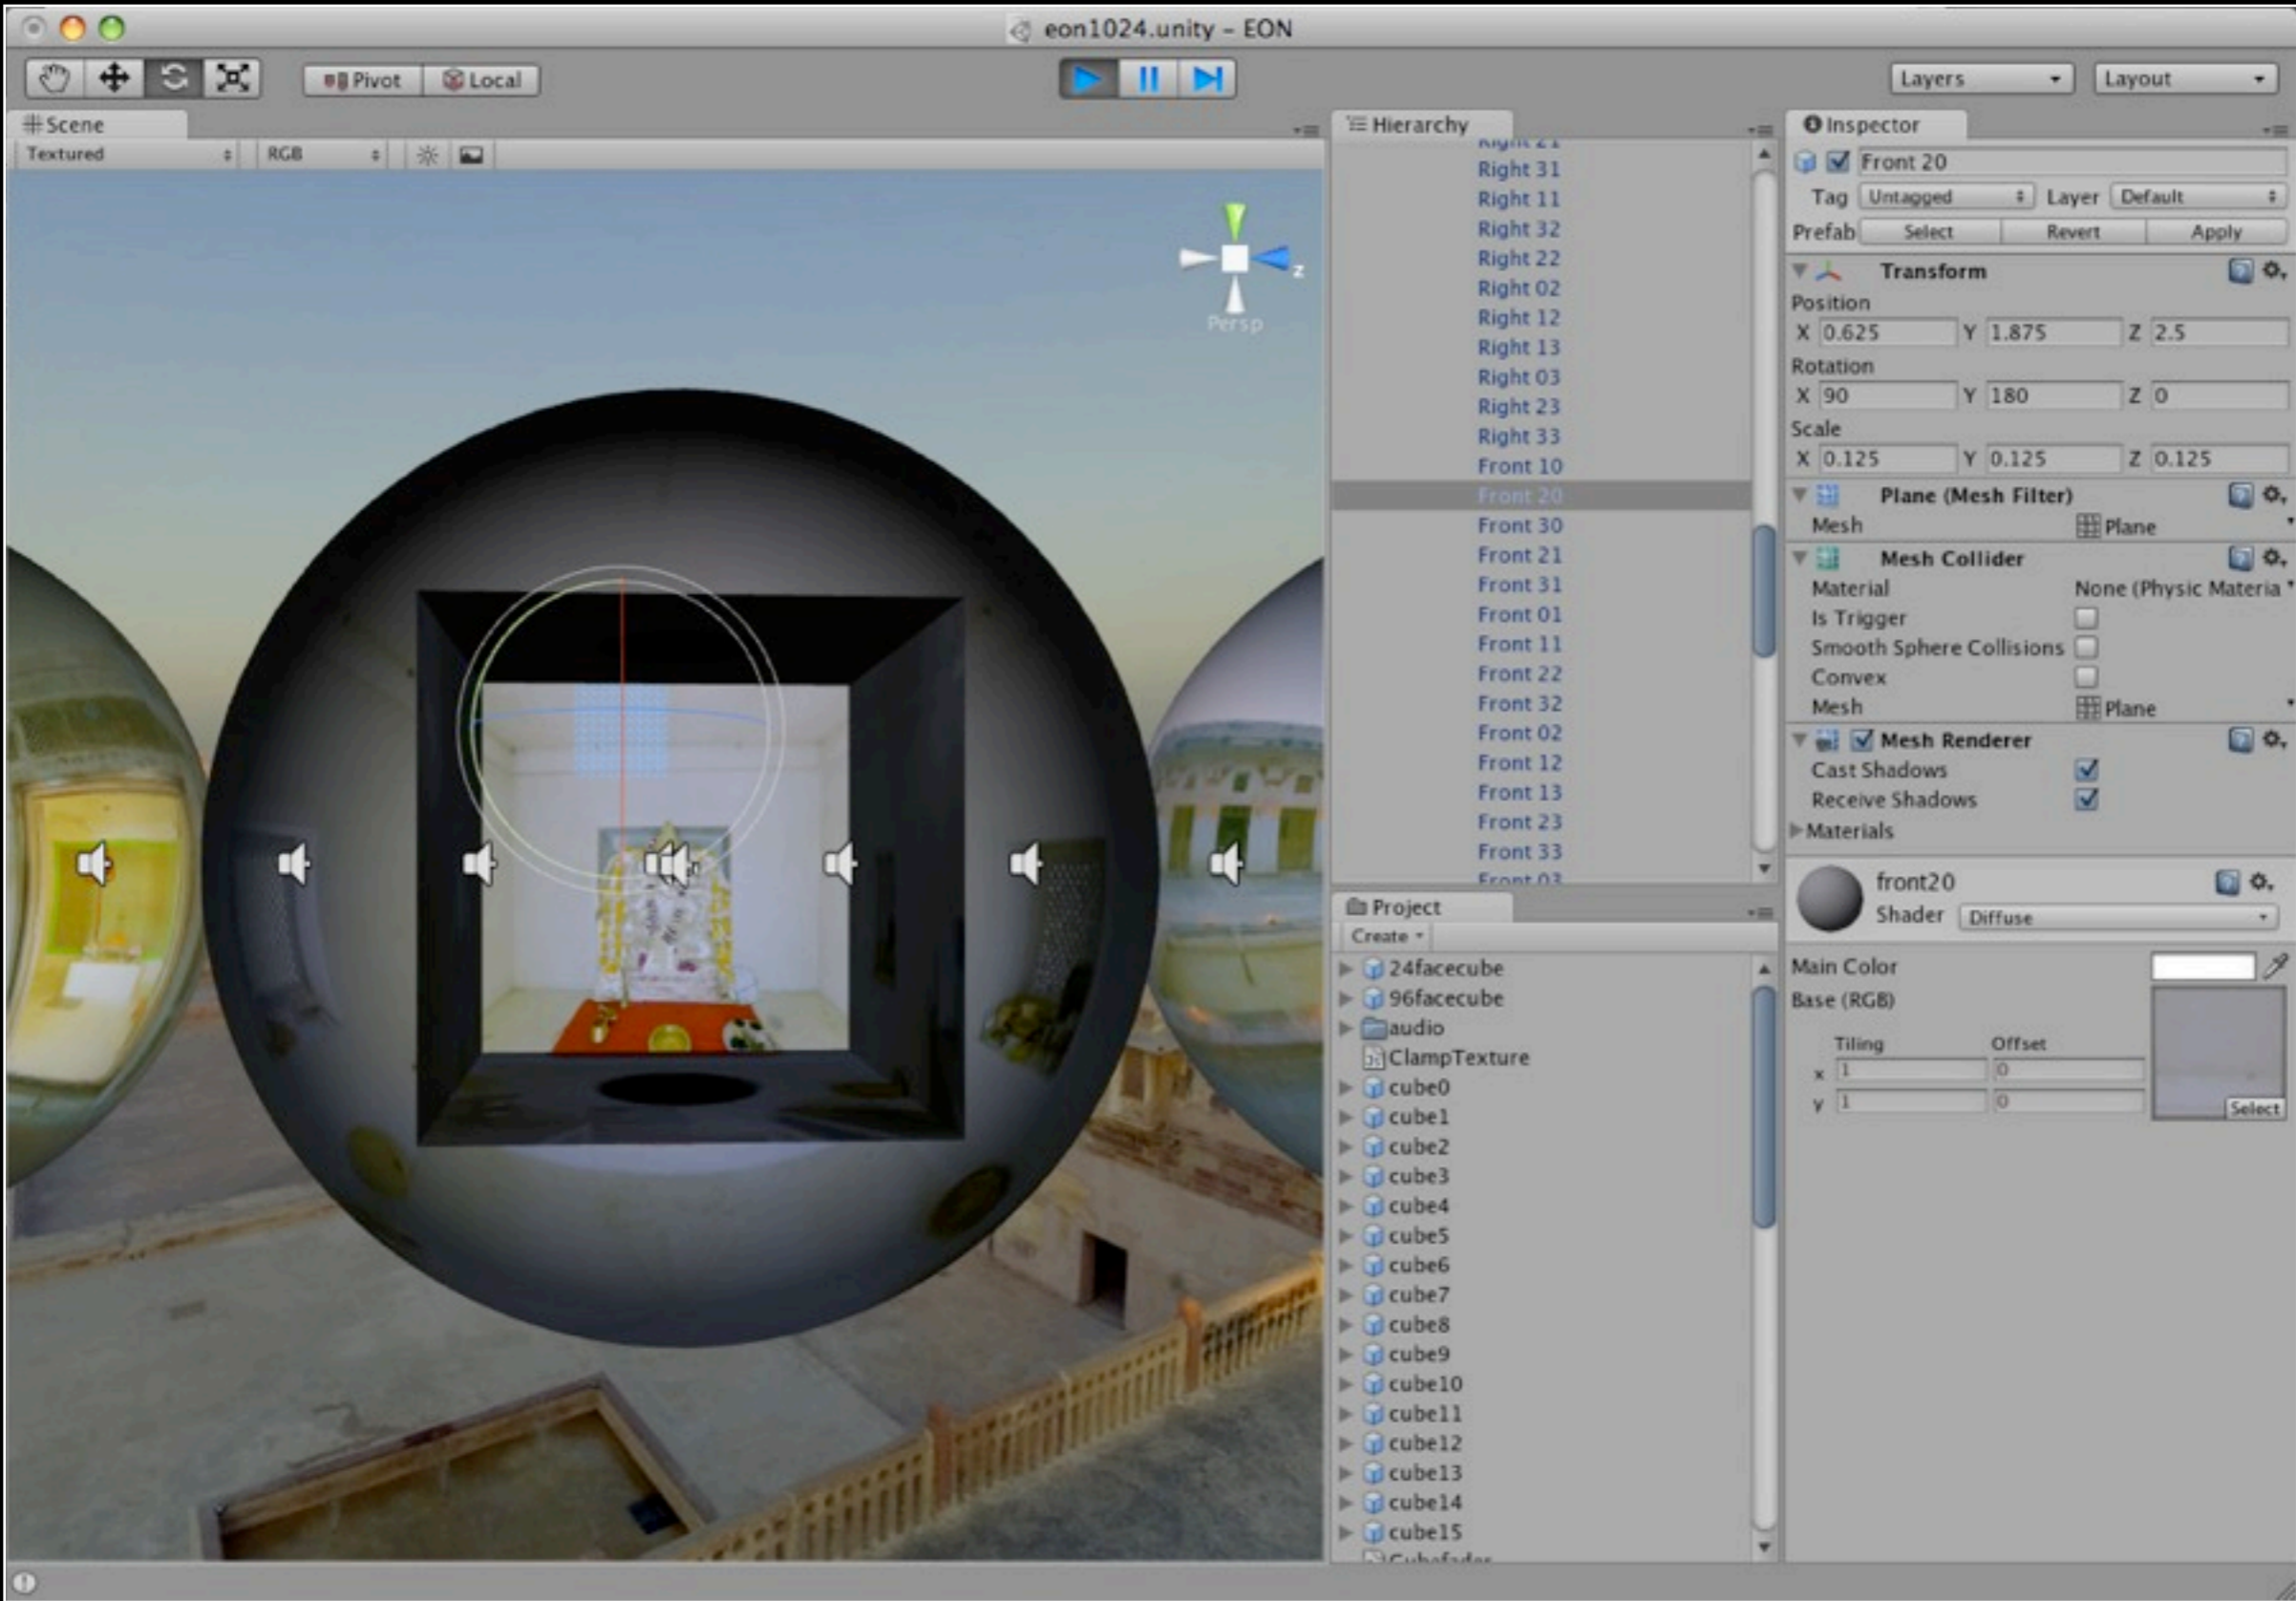 eon1024.unity – EON
Pivot
Local
Layers
Layout
Scene
Textured
RGB
z
Persp
Hierarchy
Right 21
Right 31
Right 11
Right 32
Right 22
Right 02
Right 12
Right 13
Right 03
Right 23
Right 33
Front 10
Front 20
Front 30
Front 21
Front 31
Front 01
Front 11
Front 22
Front 32
Front 02
Front 12
Front 13
Front 23
Front 33
Front 03
Project
Create
24facecube
96facecube
audio
ClampTexture
cube0
cube1
cube2
cube3
cube4
cube5
cube6
cube7
cube8
cube9
cube10
cube11
cube12
cube13
cube14
cube15
Cubefader
Inspector
Front 20
Tag Untagged Layer Default
Prefab Select Revert Apply
Transform
Position
X 0.625 Y 1.875 Z 2.5
Rotation
X 90 Y 180 Z 0
Scale
X 0.125 Y 0.125 Z 0.125
Plane (Mesh Filter)
Mesh Plane
Mesh Collider
Material None (Physic Materia
Is Trigger
Smooth Sphere Collisions
Convex
Mesh Plane
Mesh Renderer
Cast Shadows
Receive Shadows
Materials
front20
Shader Diffuse
Main Color
Base (RGB)
Tiling Offset
x 1 0
y 1 0
Select